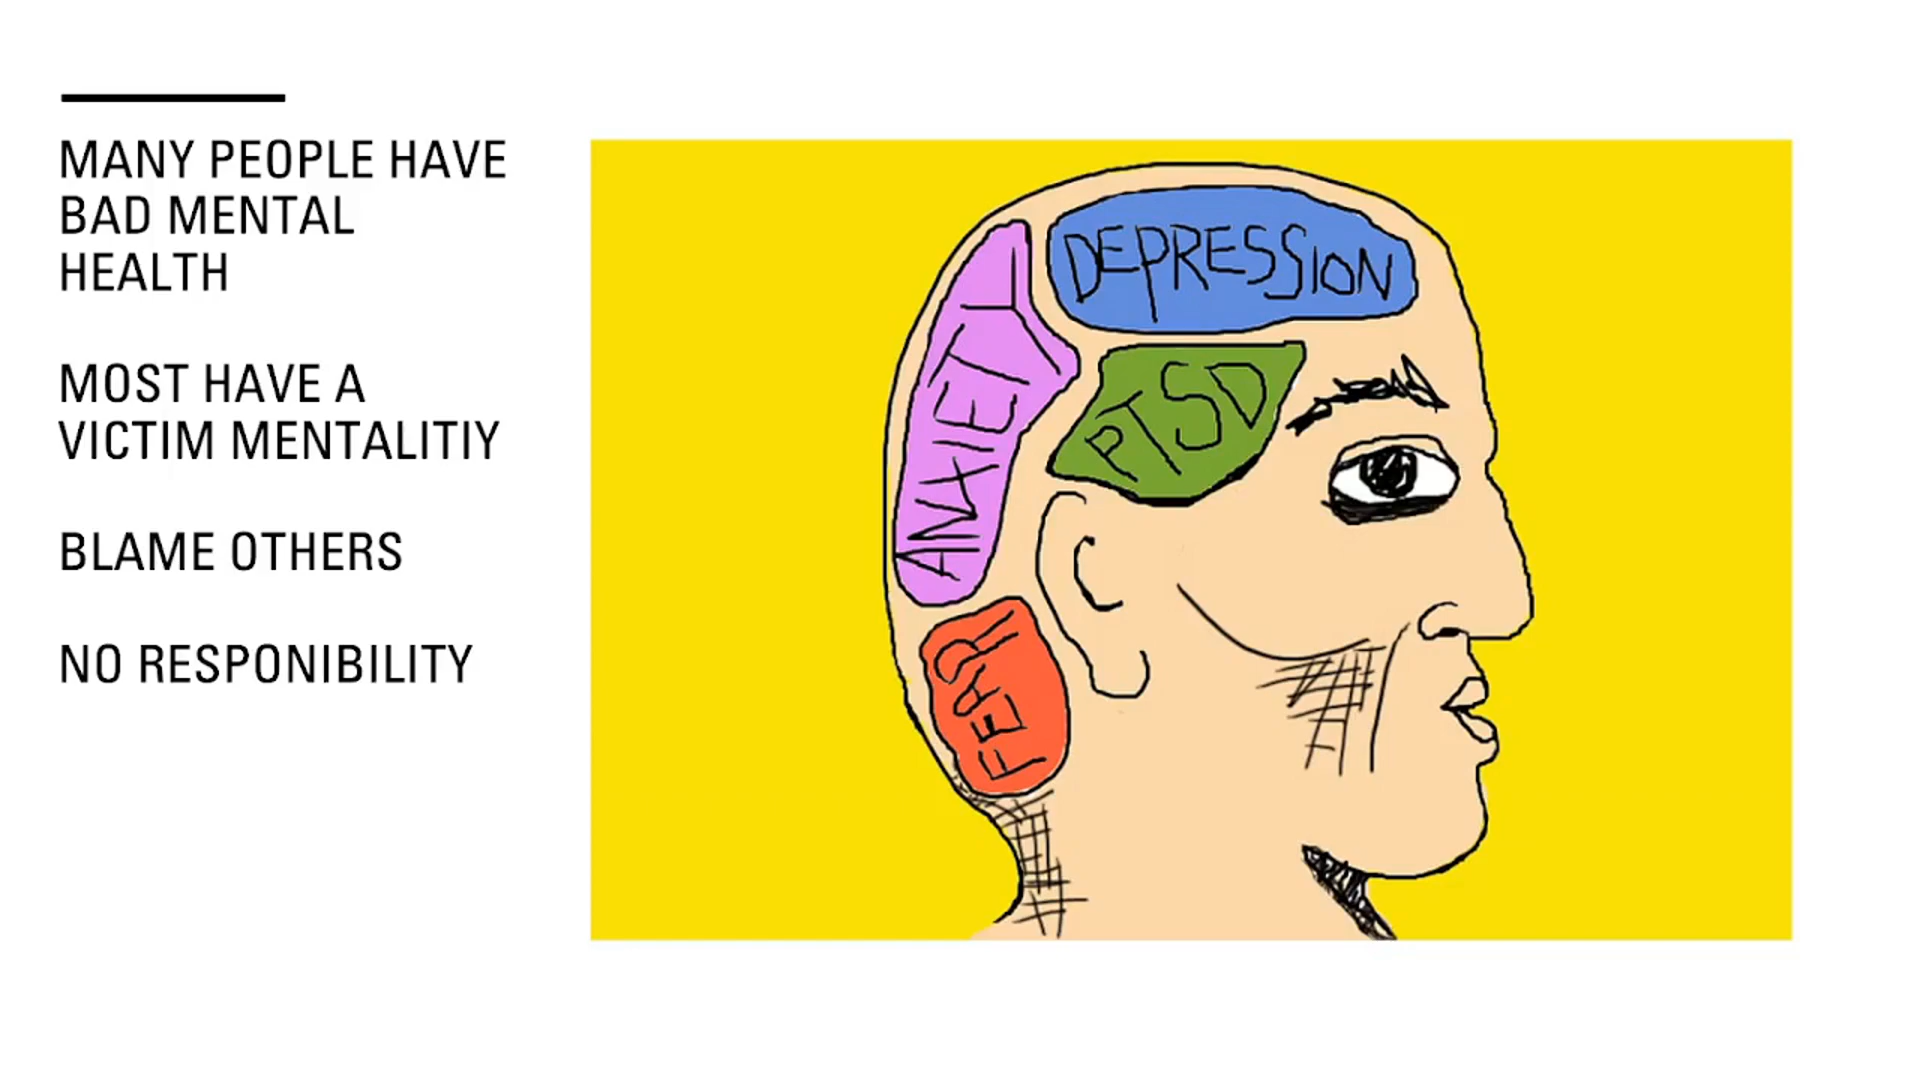 MANY PEOPLE HAVE
BAD MENTAL
HEALTH
MOST HAVE A
VICTIM MENTALITIY
BLAME OTHERS
NO RESPONIBILITY
DEPRESSION
ANXIETY
PTSD
FEAR